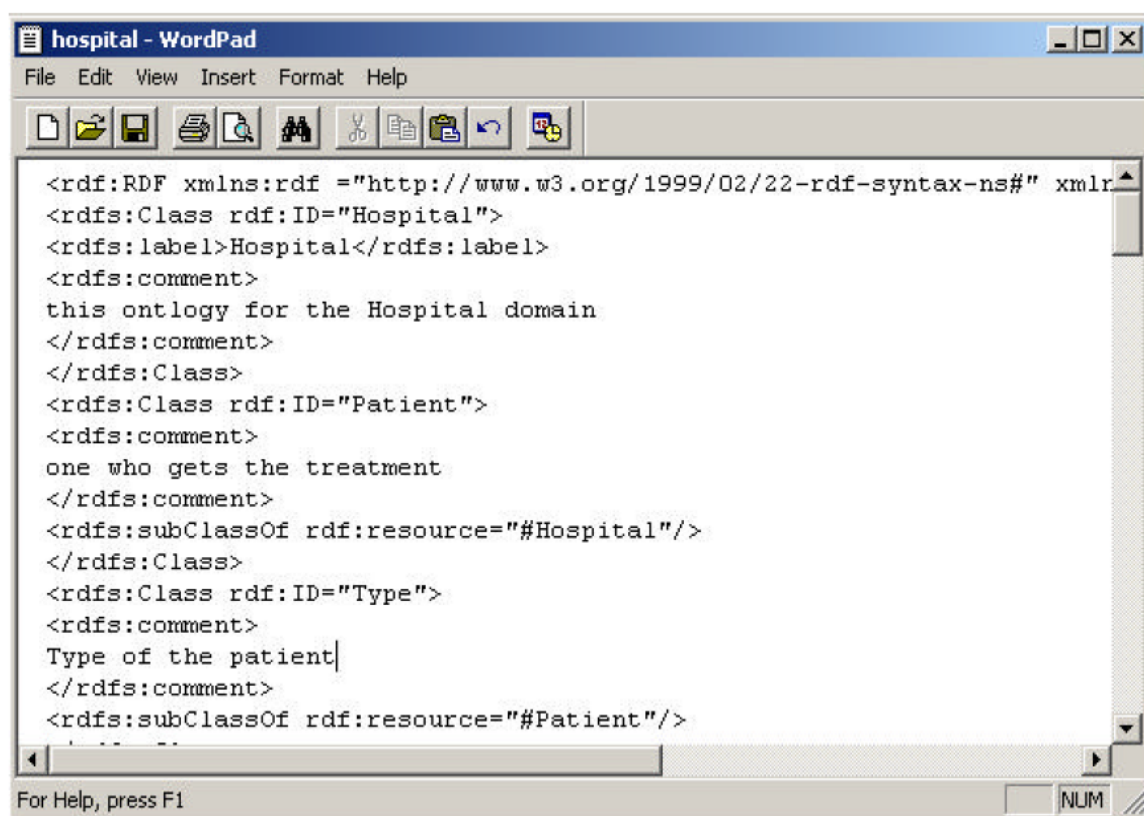 hospital - WordPad
File Edit View Insert Format Help
<rdf:RDF xmlns:rdf ="http://www.w3.org/1999/02/22-rdf-syntax-ns#"
<rdfs:Class rdf:ID="Hospital">
<rdfs:label>Hospital</rdfs:label>
<rdfs:comment>
this ontlogy for the Hospital domain
</rdfs:comment>
</rdfs:Class>
<rdfs:Class rdf:ID="Patient">
<rdfs:comment>
one who gets the treatment
</rdfs:comment>
<rdfs:subClassOf rdf:resource="#Hospital"/>
</rdfs:Class>
<rdfs:Class rdf:ID="Type">
<rdfs:comment>
Type of the patient
</rdfs:comment>
<rdfs:subClassOf rdf:resource="#Patient"/>
For Help, press F1
NUM